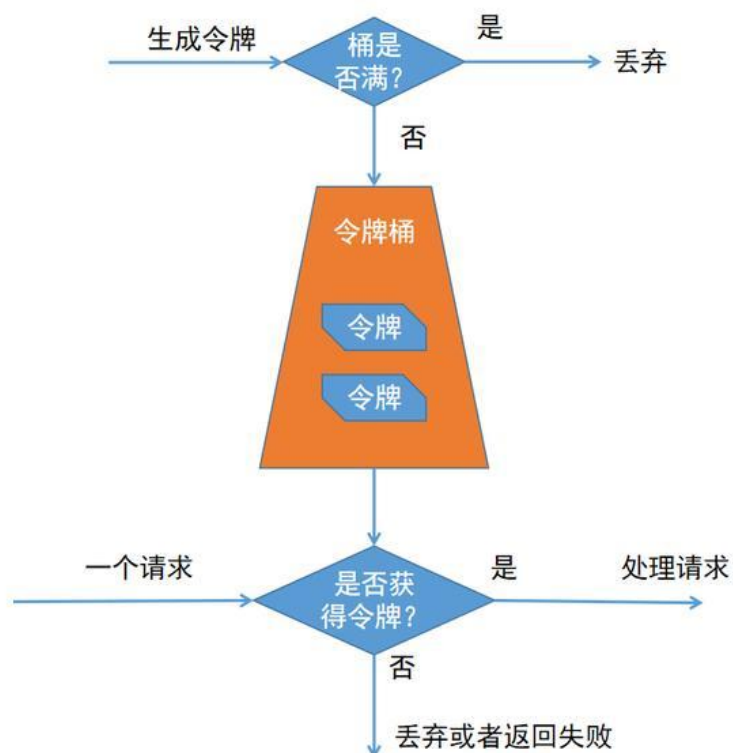 生成令牌
桶是
否满？
是
丢弃
否
令牌桶
令牌
令牌
一个请求
是否获
得令牌？
是
处理请求
否
丢弃或者返回失败